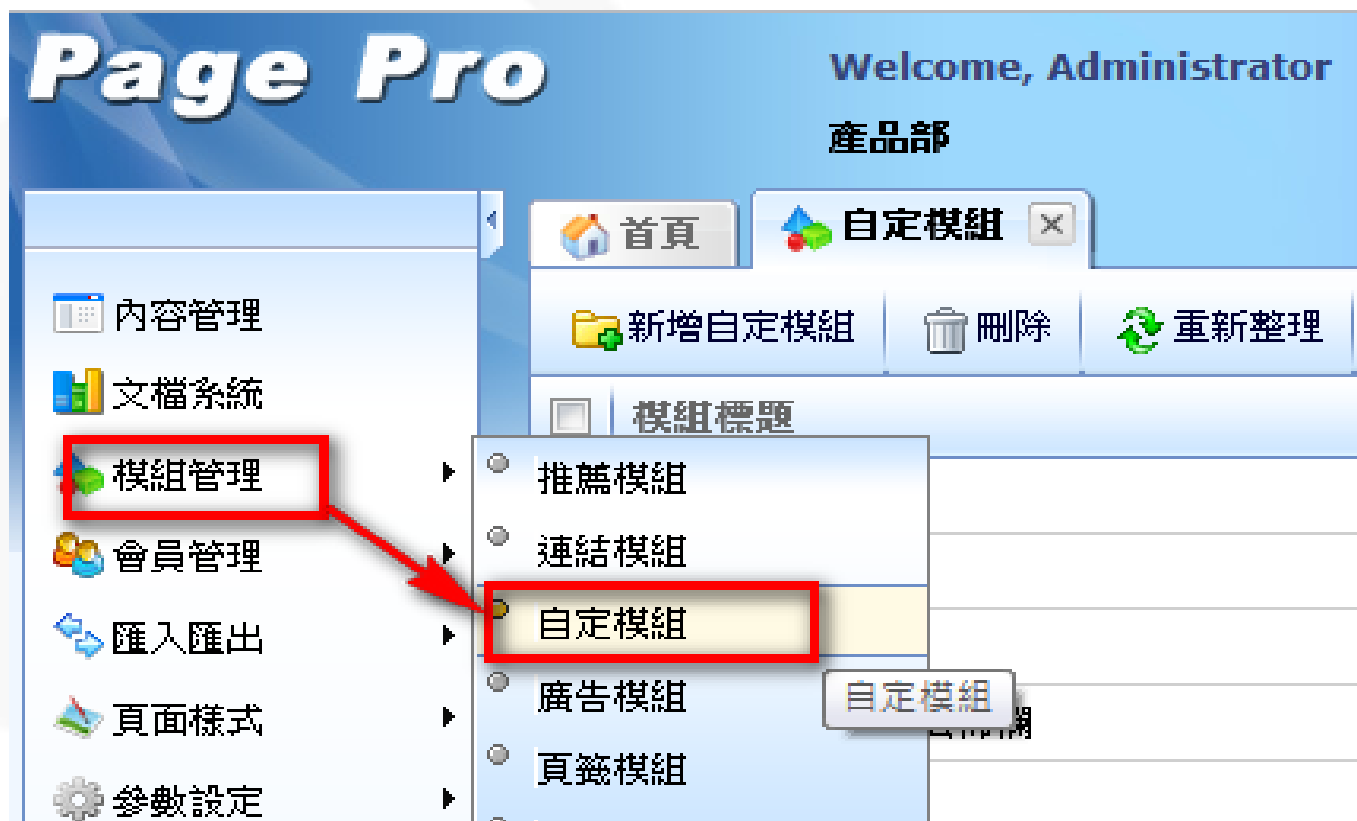 Page Pro
Welcome, Administrator
產品部
首頁
自定模組
新增自定模組
刪除
重新整理
模組標題
內容管理
文檔系統
模組管理
會員管理
匯入匯出
頁面樣式
參數設定
推薦模組
連結模組
自定模組
廣告模組
頁籤模組
自定模組